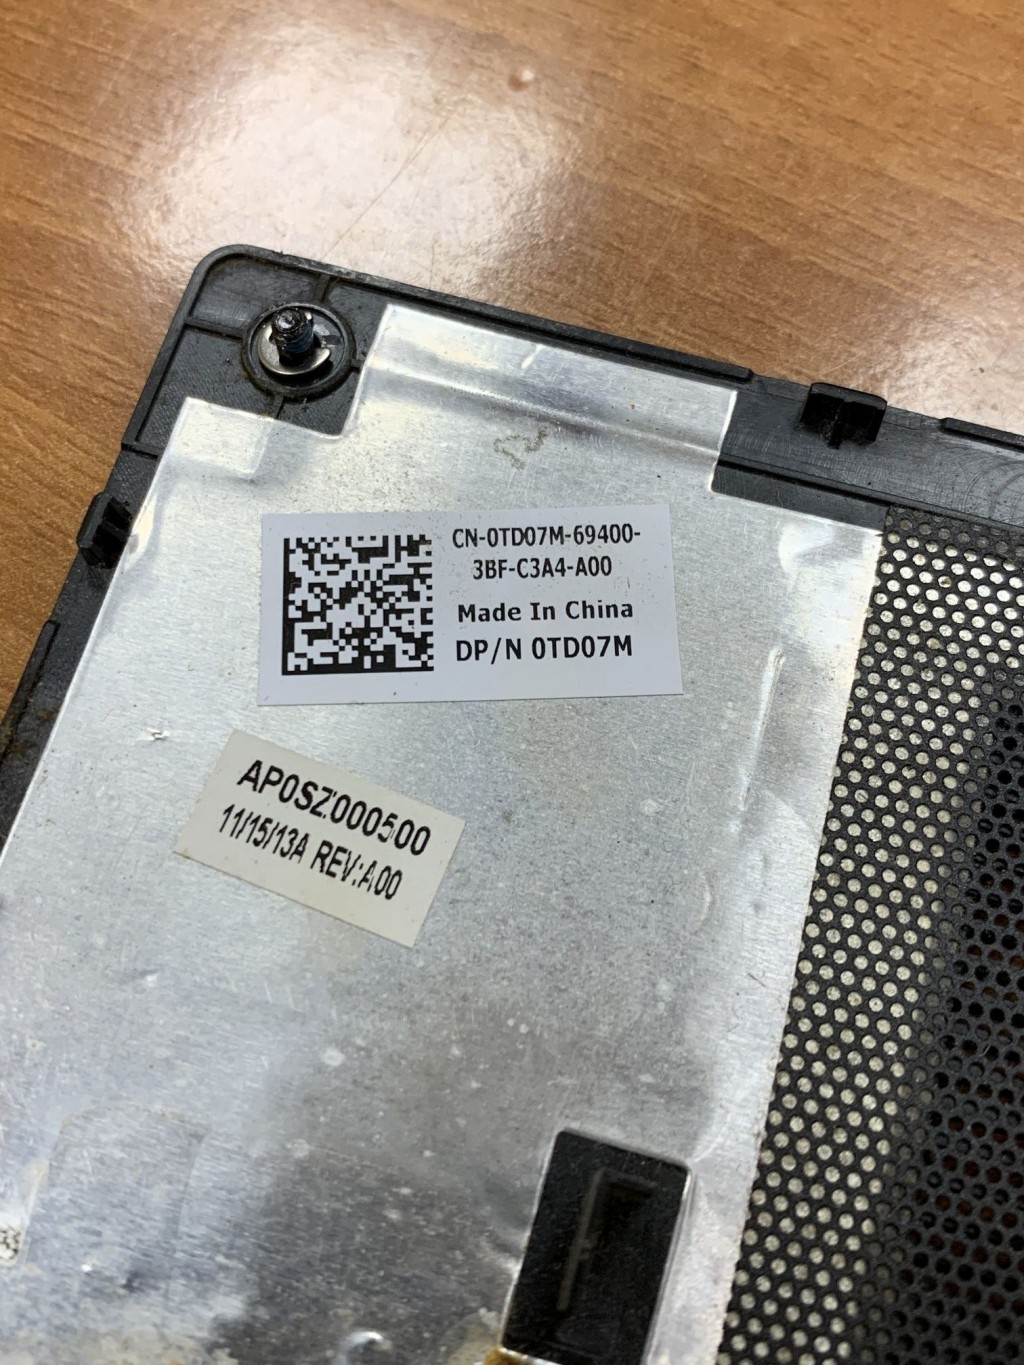 CN-0TD07M-69400-
3BF-C3A4-A00
Made In China
DP/N 0TD07M
AP0SZ000500
11/15/13A REV:A00